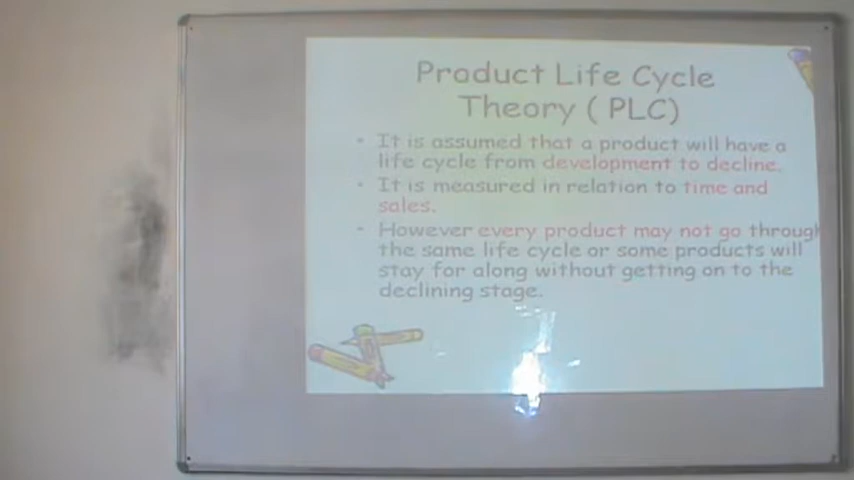 Product Life Cycle
Theory ( PLC)
• It is assumed that a product will have a
life cycle from development to decline.
• It is measured in relation to time and
sales.
• However every product may not go through
the same life cycle or some products will
stay for along without getting on to the
declining stage.